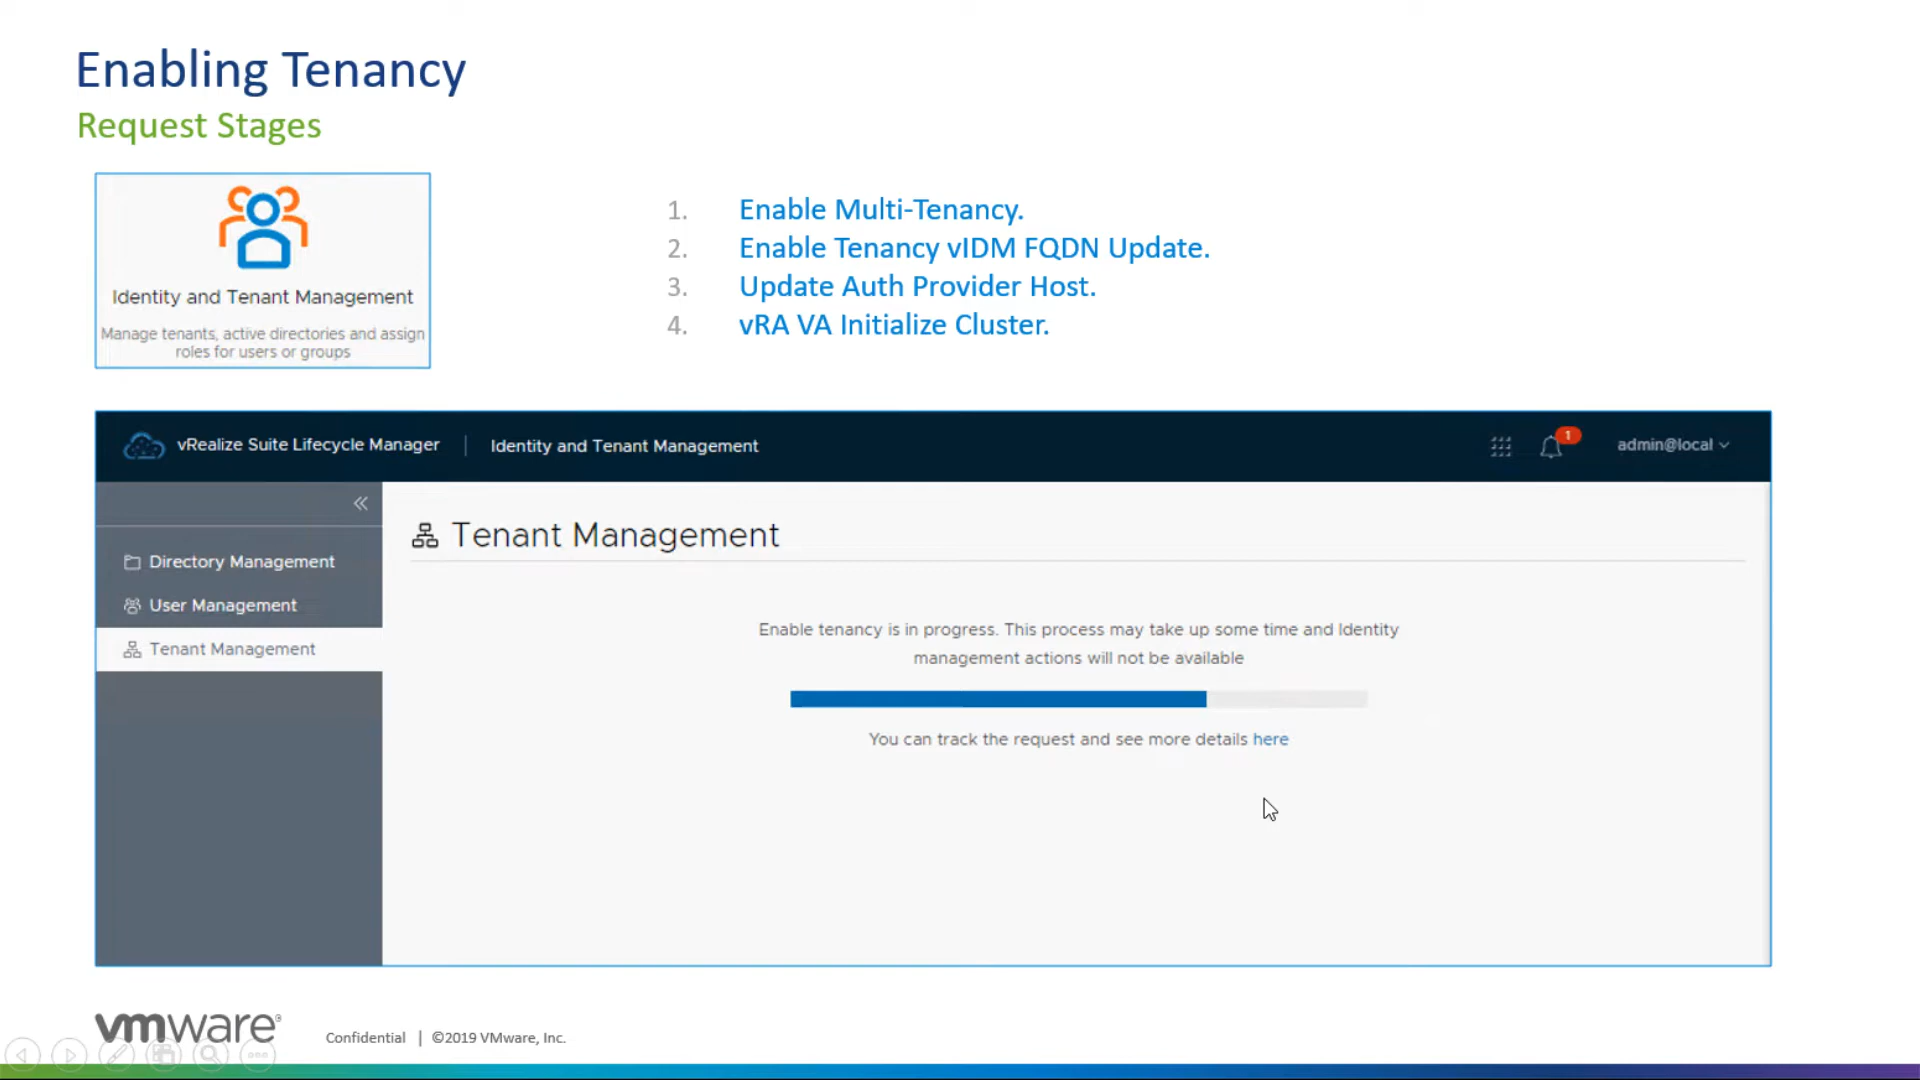 Enabling Tenancy
Request Stages
Identity and Tenant Management
Manage tenants, active directories and assign
roles for users or groups
1. Enable Multi-Tenancy.
2. Enable Tenancy vIDM FQDN Update.
3. Update Auth Provider Host.
4. vRA VA Initialize Cluster.
vRealize Suite Lifecycle Manager | Identity and Tenant Management
1
admin@local
Directory Management
User Management
Tenant Management
Tenant Management
Enable tenancy is in progress. This process may take up some time and Identity
management actions will not be available
You can track the request and see more details here
vmware®
Confidential | ©2019 VMware, Inc.